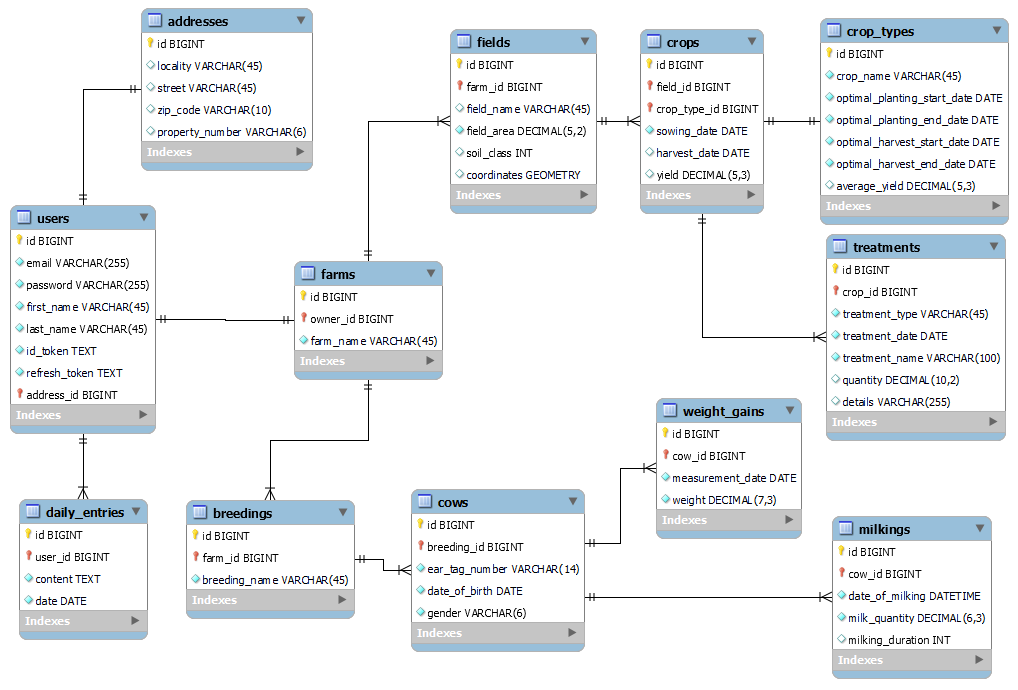 addresses
id BIGINT
locality VARCHAR(45)
street VARCHAR(45)
zip_code VARCHAR(10)
property_number VARCHAR(6)
Indexes
fields
id BIGINT
farm_id BIGINT
field_name VARCHAR(45)
field_area DECIMAL(5,2)
soil_class INT
coordinates GEOMETRY
Indexes
crops
id BIGINT
field_id BIGINT
crop_type_id BIGINT
sowing_date DATE
harvest_date DATE
yield DECIMAL(5,3)
Indexes
crop_types
id BIGINT
crop_name VARCHAR(45)
optimal_planting_start_date DATE
optimal_planting_end_date DATE
optimal_harvest_start_date DATE
optimal_harvest_end_date DATE
average_yield DECIMAL(5,3)
Indexes
users
id BIGINT
email VARCHAR(255)
password VARCHAR(255)
first_name VARCHAR(45)
last_name VARCHAR(45)
id_token TEXT
refresh_token TEXT
address_id BIGINT
Indexes
farms
id BIGINT
owner_id BIGINT
farm_name VARCHAR(45)
Indexes
treatments
id BIGINT
crop_id BIGINT
treatment_type VARCHAR(45)
treatment_date DATE
treatment_name VARCHAR(100)
quantity DECIMAL(10,2)
details VARCHAR(255)
Indexes
weight_gains
id BIGINT
cow_id BIGINT
measurement_date DATE
weight DECIMAL(7,3)
Indexes
daily_entries
id BIGINT
user_id BIGINT
content TEXT
date DATE
Indexes
breedings
id BIGINT
farm_id BIGINT
breeding_name VARCHAR(45)
Indexes
cows
id BIGINT
breeding_id BIGINT
ear_tag_number VARCHAR(14)
date_of_birth DATE
gender VARCHAR(6)
Indexes
milkings
id BIGINT
cow_id BIGINT
date_of_milking DATETIME
milk_quantity DECIMAL(6,3)
milking_duration INT
Indexes